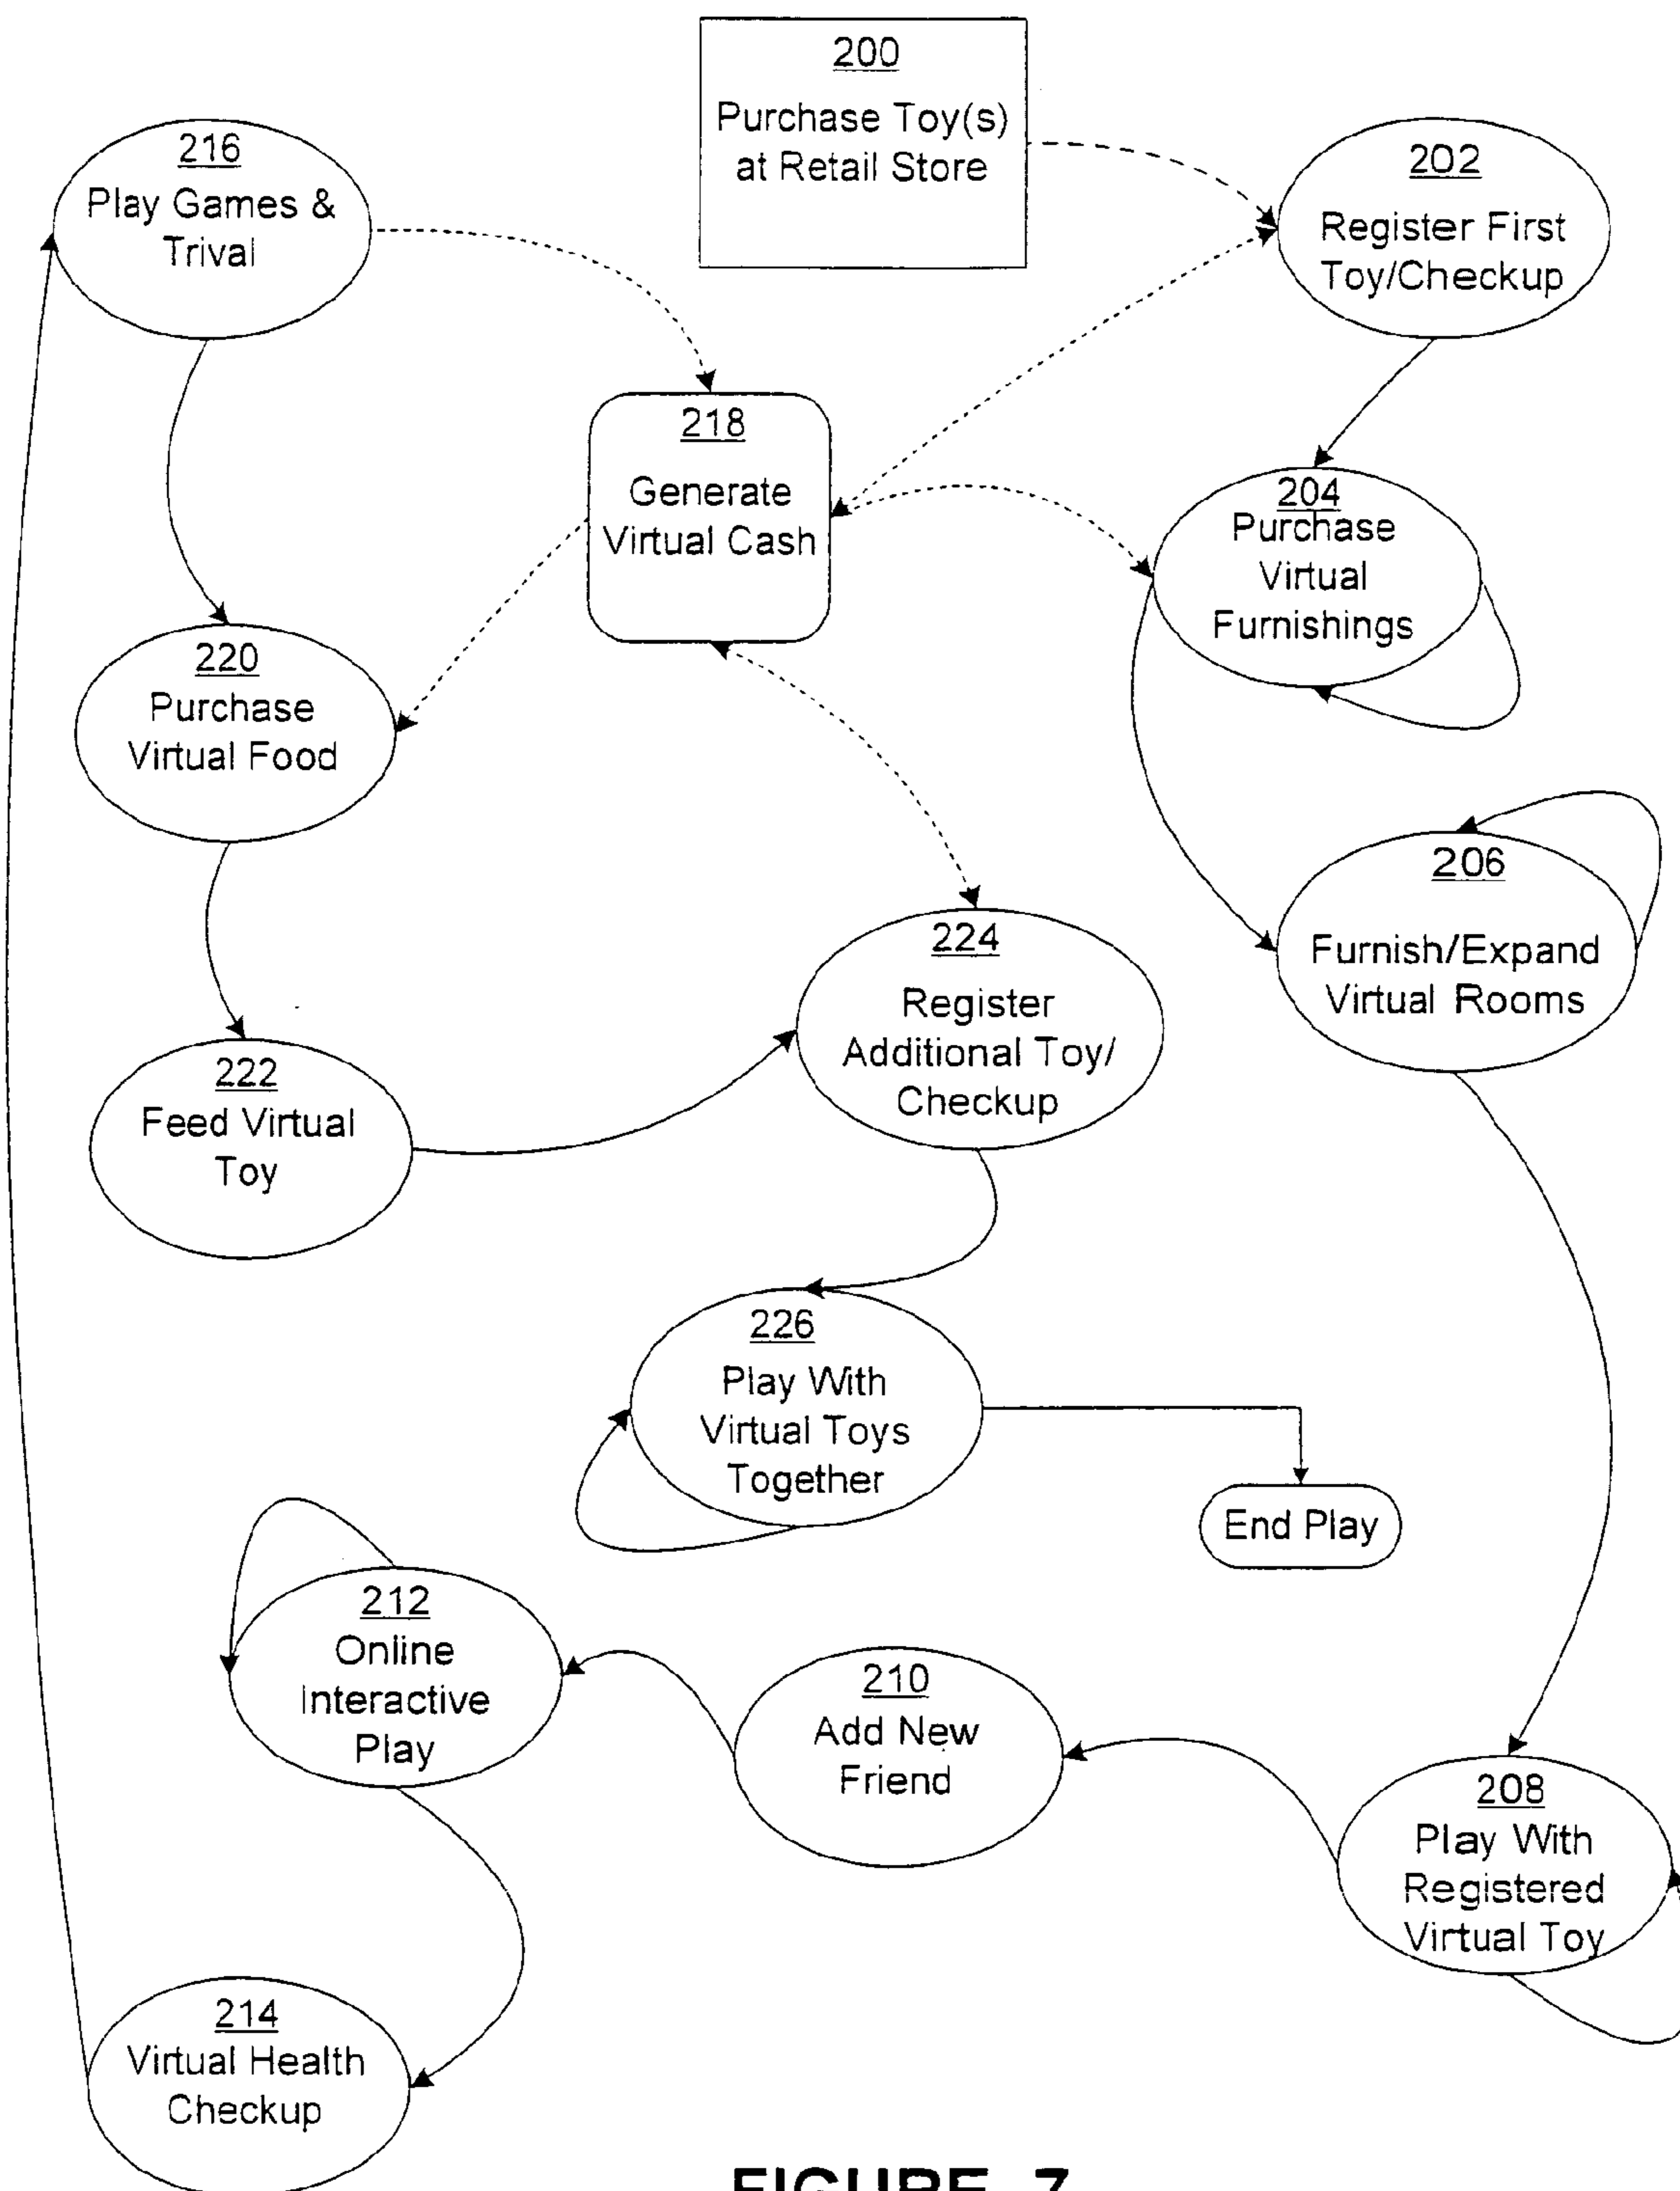 200
Purchase Toy(s)
at Retail Store
216
Play Games &
Trival
202
Register First
Toy/Checkup
218
Generate
Virtual Cash
204
Purchase
Virtual
Furnishings
220
Purchase
Virtual Food
206
Furnish/Expand
Virtual Rooms
224
Register
Additional Toy/
Checkup
222
Feed Virtual
Toy
226
Play With
Virtual Toys
Together
End Play
212
Online
Interactive
Play
210
Add New
Friend
208
Play With
Registered
Virtual Toy
214
Virtual Health
Checkup
FIGURE 7